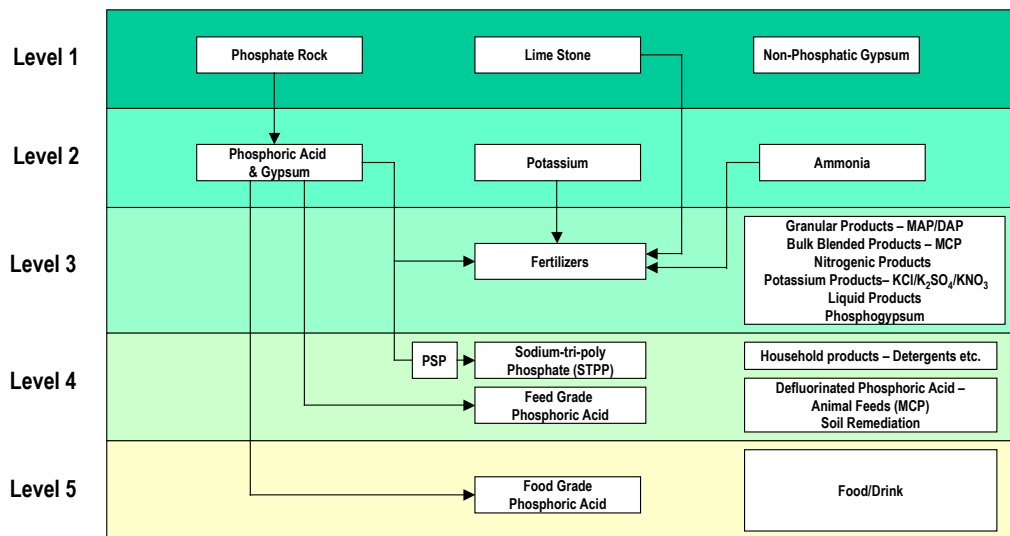 Level 1
Phosphate Rock
Lime Stone
Non-Phosphatic Gypsum
Level 2
Phosphoric Acid
& Gypsum
Potassium
Ammonia
Level 3
Fertilizers
Granular Products – MAP/DAP
Bulk Blended Products – MCP
Nitrogenic Products
Potassium Products– KCl/K₂SO₄/KNO₃
Liquid Products
Phosphogypsum
Level 4
PSP
Sodium-tri-poly
Phosphate (STPP)
Household products – Detergents etc.
Feed Grade
Phosphoric Acid
Defluorinated Phosphoric Acid –
Animal Feeds (MCP)
Soil Remediation
Level 5
Food Grade
Phosphoric Acid
Food/Drink